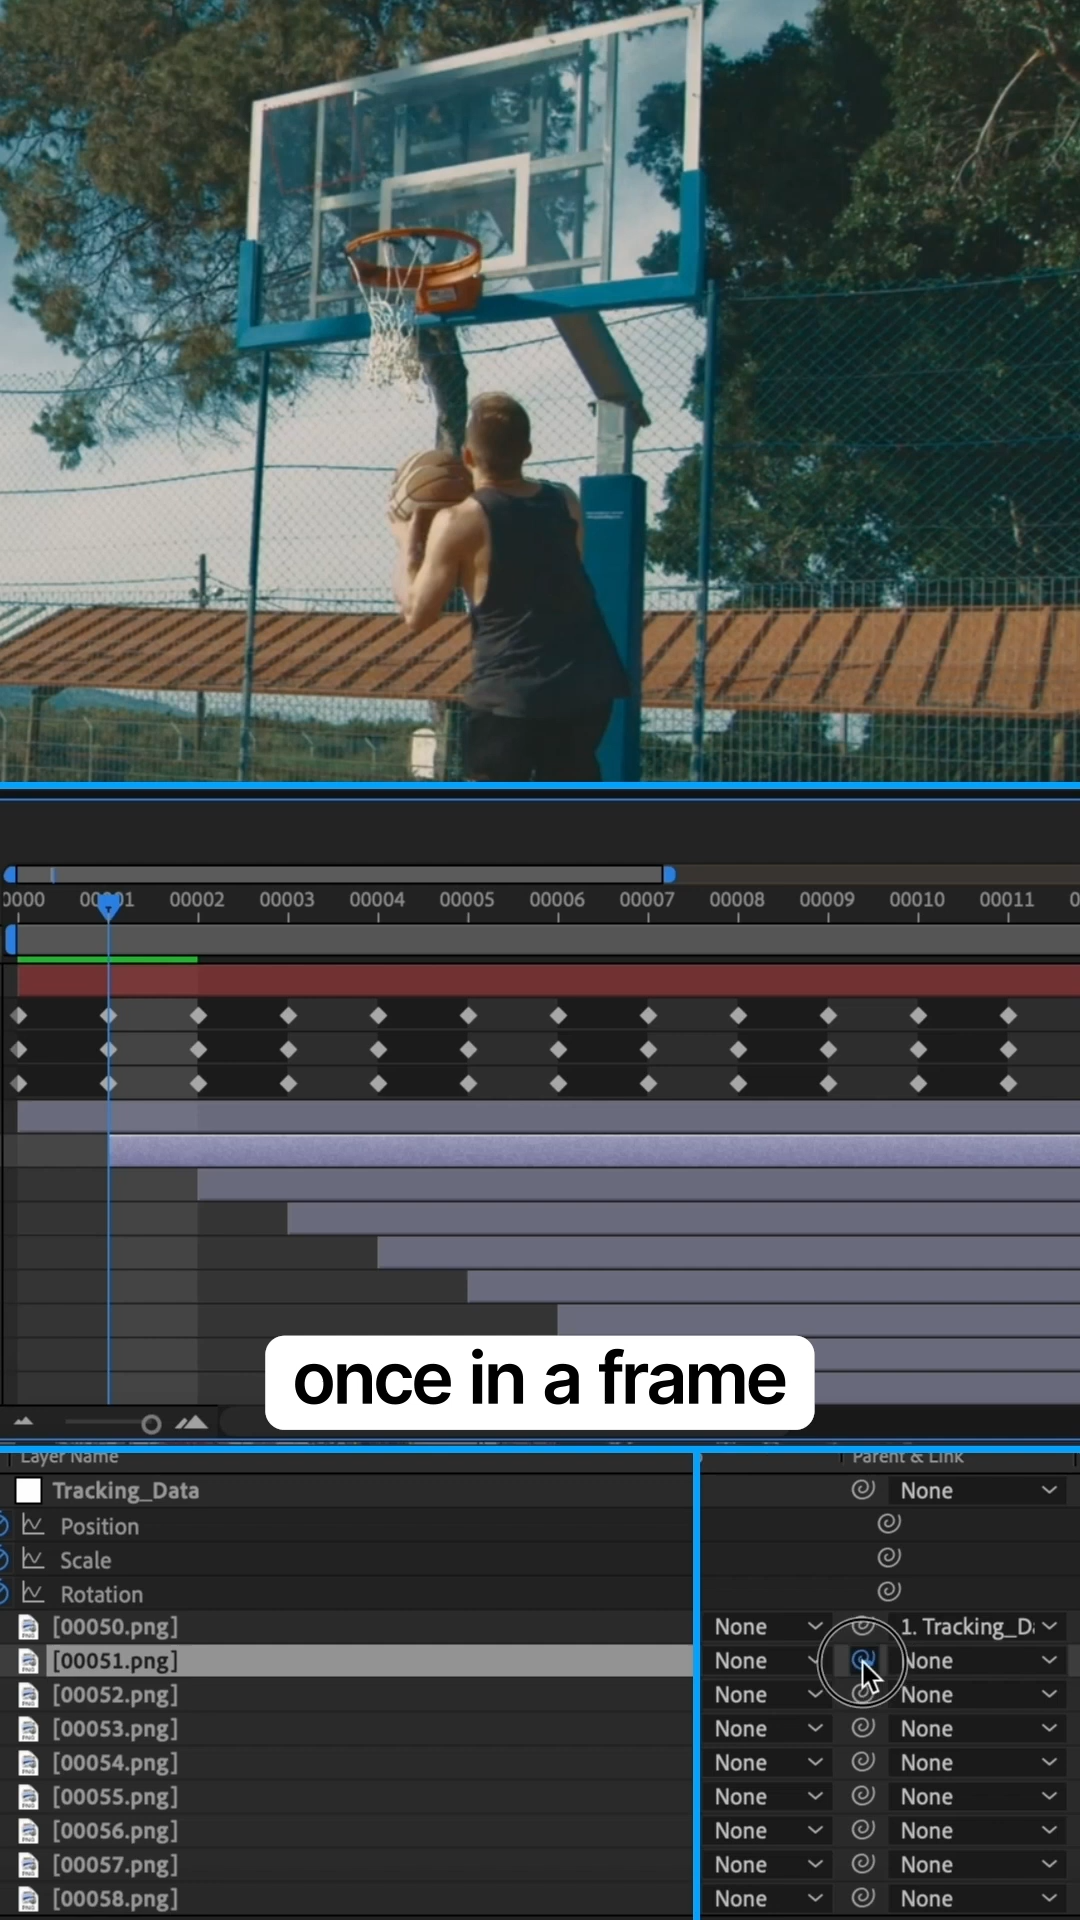 0000 00001 00002 00003 00004 00005 00006 00007 00008 00009 00010 00011 0
once in a frame
Layer Name Parent & Link
Tracking_Data None
Position
Scale
Rotation
[00050.png] None 1. Tracking_Da
[00051.png] None None
[00052.png] None None
[00053.png] None None
[00054.png] None None
[00055.png] None None
[00056.png] None None
[00057.png] None None
[00058.png] None None